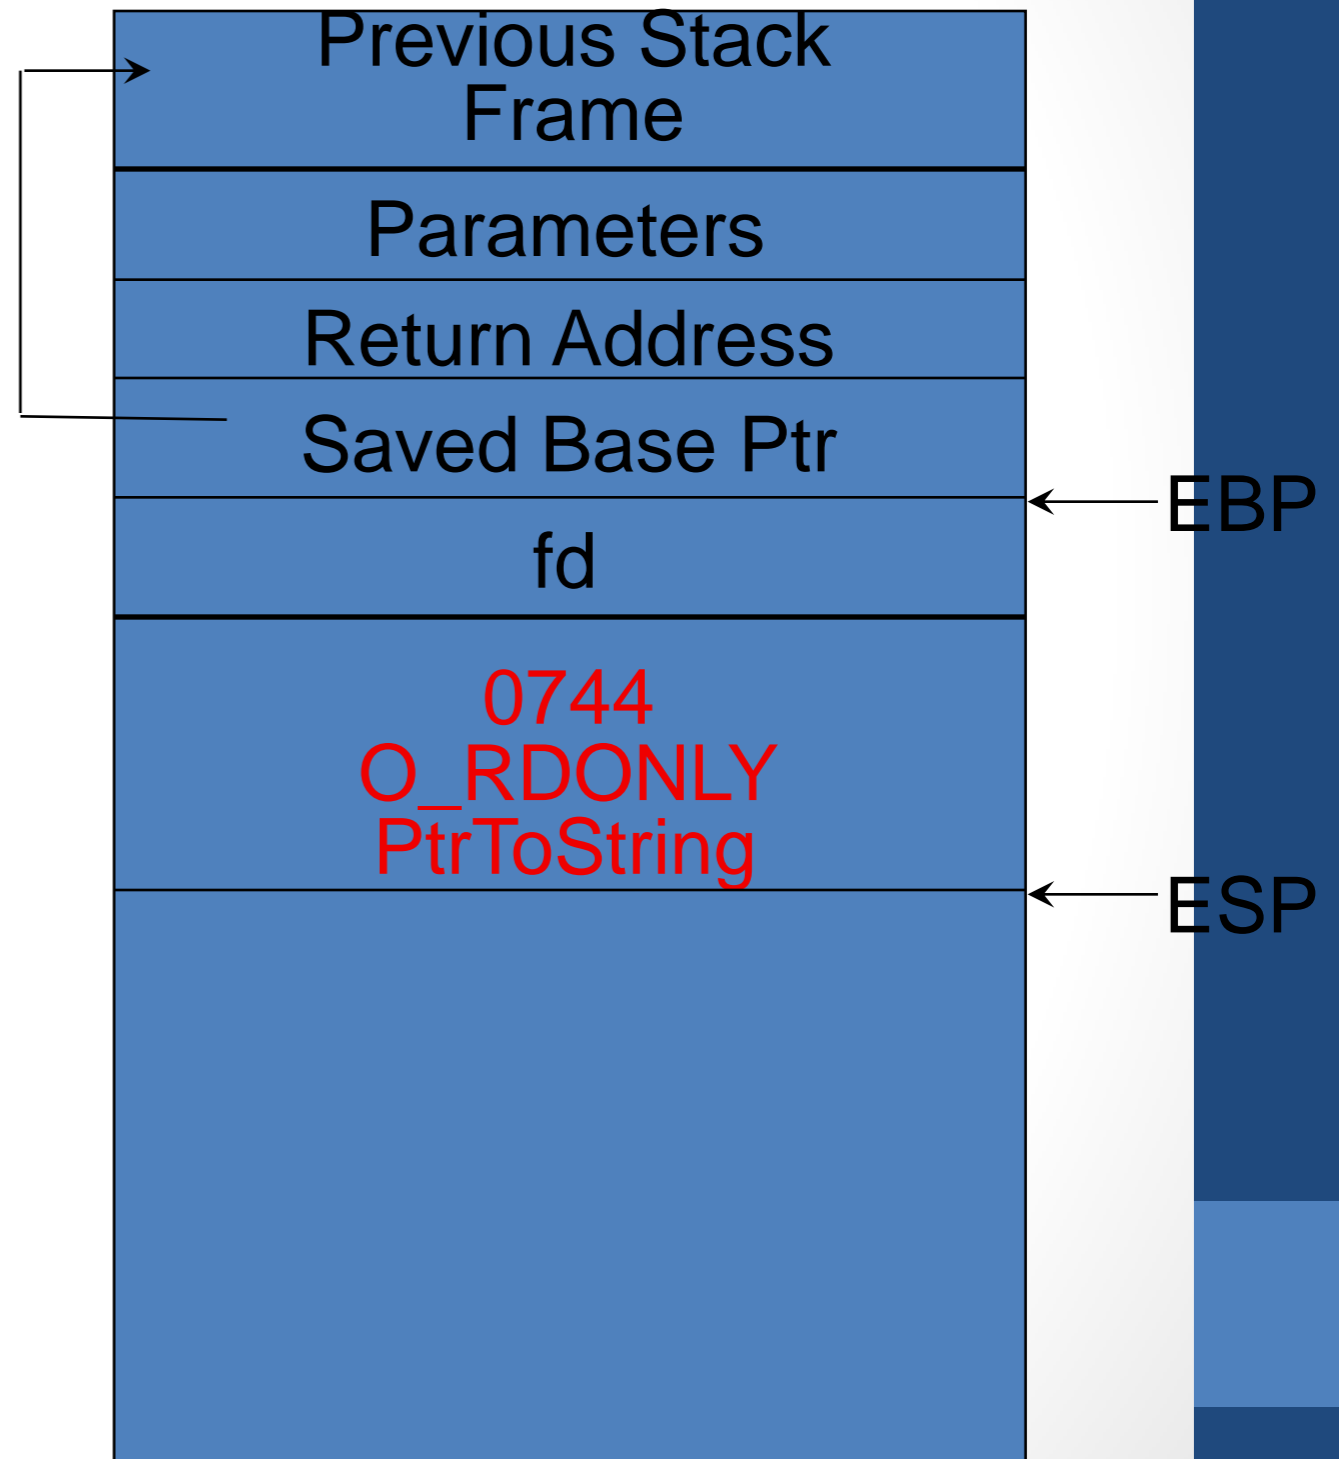 Previous Stack
Frame
Parameters
Return Address
Saved Base Ptr
EBP
fd
0744
O_RDONLY
PtrToString
ESP